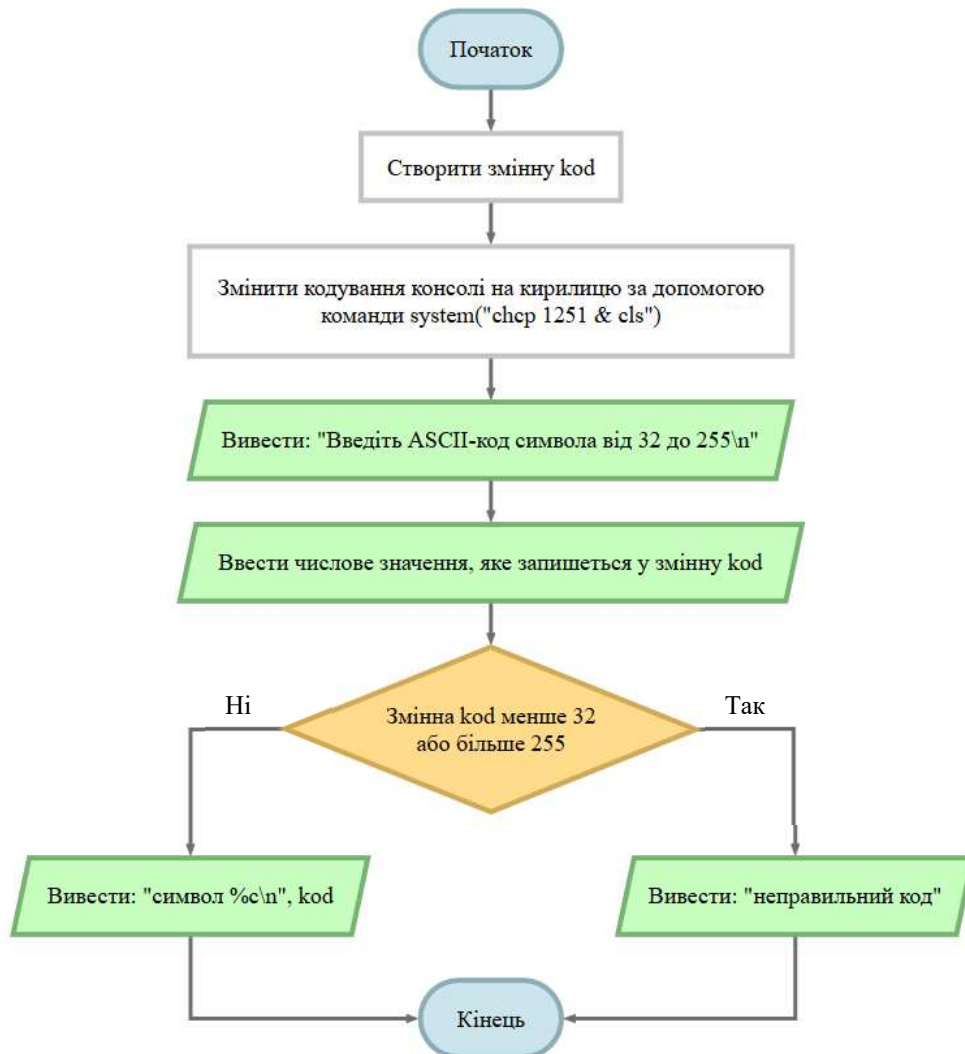 Початок
Створити змінну kod
Змінити кодування консолі на кирилицю за допомогою
команди system("chcp 1251 & cls")
Вивести: "Введіть ASCII-код символа від 32 до 255\n"
Ввести числове значення, яке запишеться у змінну kod
Ні
Змінна kod менше 32
або більше 255
Так
Вивести: "символ %c\n", kod
Вивести: "неправильний код"
Кінець